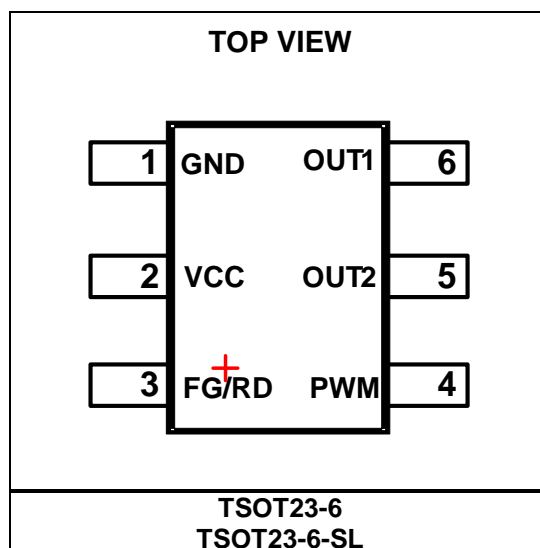 TOP VIEW
1 GND OUT1 6
2 VCC OUT2 5
3 FG/RD PWM 4
TSOT23-6
TSOT23-6-SL